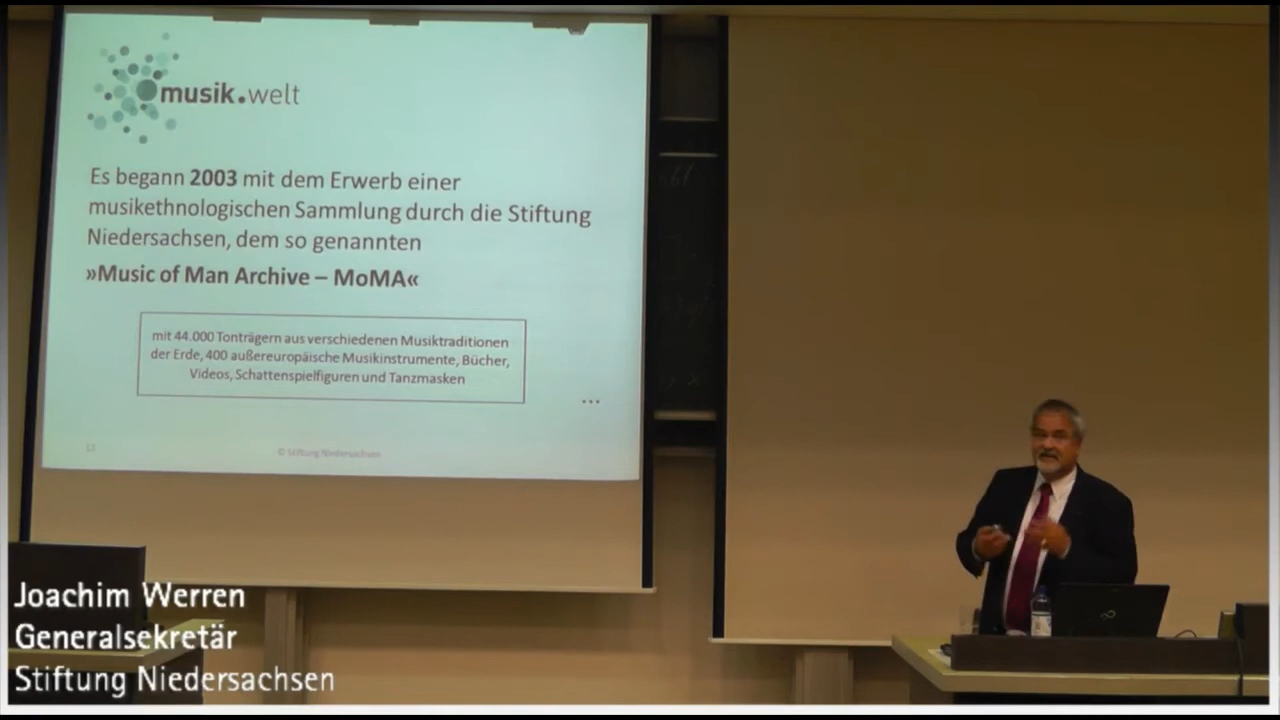 musik.welt
Es begann 2003 mit dem Erwerb einer
musikethnologischen Sammlung durch die Stiftung
Niedersachsen, dem so genannten
»Music of Man Archive – MoMA«
mit 44.000 Tonträgern aus verschiedenen Musiktraditionen
der Erde, 400 außereuropäische Musikinstrumente, Bücher,
Videos, Schattenspielfiguren und Tanzmasken
...
© Stiftung Niedersachsen
Joachim Werren
Generalsekretär
Stiftung Niedersachsen